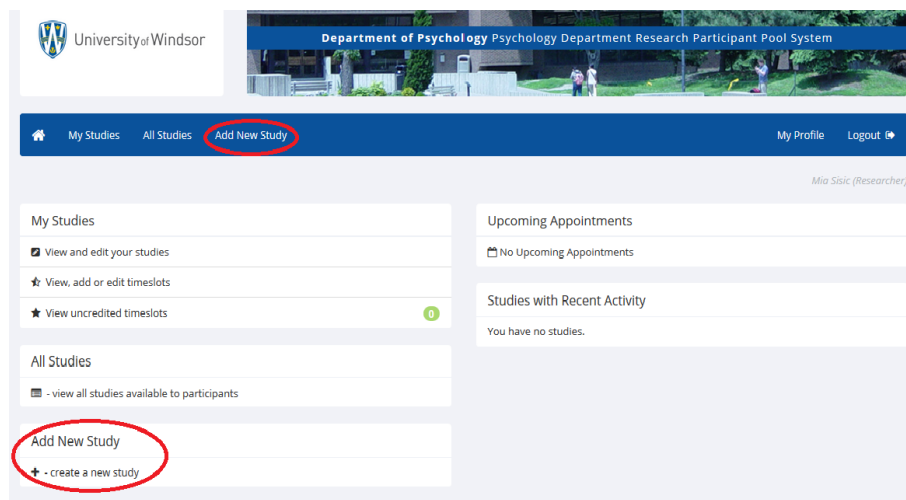 University of Windsor
Department of Psychology Psychology Department Research Participant Pool System
My Studies All Studies Add New Study My Profile Logout
Mia Sisic (Researcher)
My Studies
View and edit your studies
View, add or edit timeslots
View uncredited timeslots 0
All Studies
- view all studies available to participants
Add New Study
+ - create a new study
Upcoming Appointments
No Upcoming Appointments
Studies with Recent Activity
You have no studies.